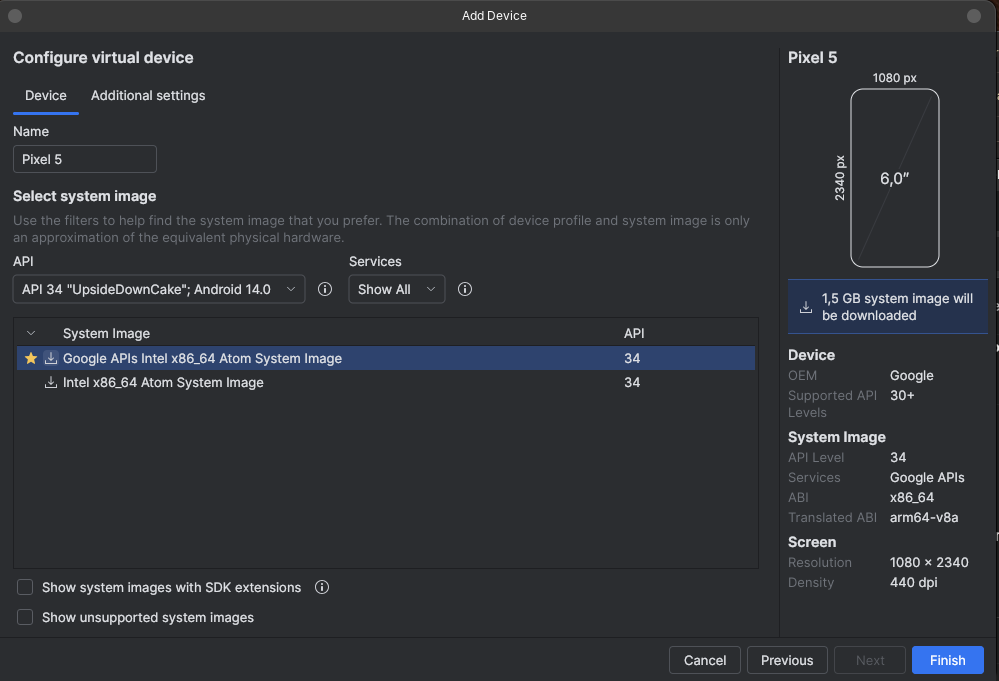 Add Device
Configure virtual device
Device Additional settings
Name
Pixel 5
Select system image
Use the filters to help find the system image that you prefer. The combination of device profile and system image is only
an approximation of the equivalent physical hardware.
API Services
API 34 "UpsideDownCake"; Android 14.0 Show All
System Image API
Google APIs Intel x86_64 Atom System Image 34
Intel x86_64 Atom System Image 34
Show system images with SDK extensions
Show unsupported system images
Pixel 5
1080 px
2340 px
6,0”
1,5 GB system image will
be downloaded
Device
OEM Google
Supported API 30+
Levels
System Image
API Level 34
Services Google APIs
ABI x86_64
Translated ABI arm64-v8a
Screen
Resolution 1080 × 2340
Density 440 dpi
Cancel Previous Next Finish